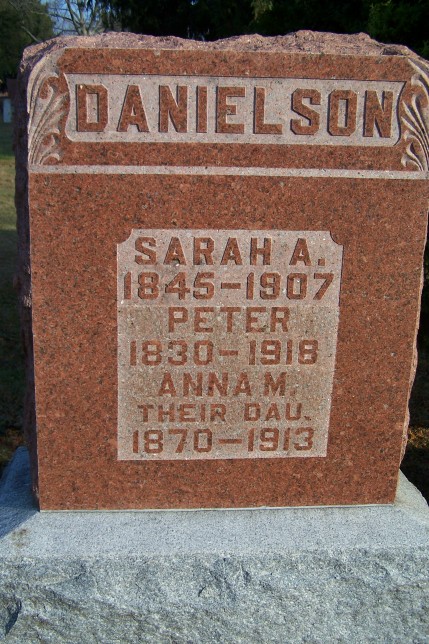 DANIELSON
SARAH A.
1845-1907
PETER
1830-1918
ANNA M.
THEIR DAU.
1870-1913